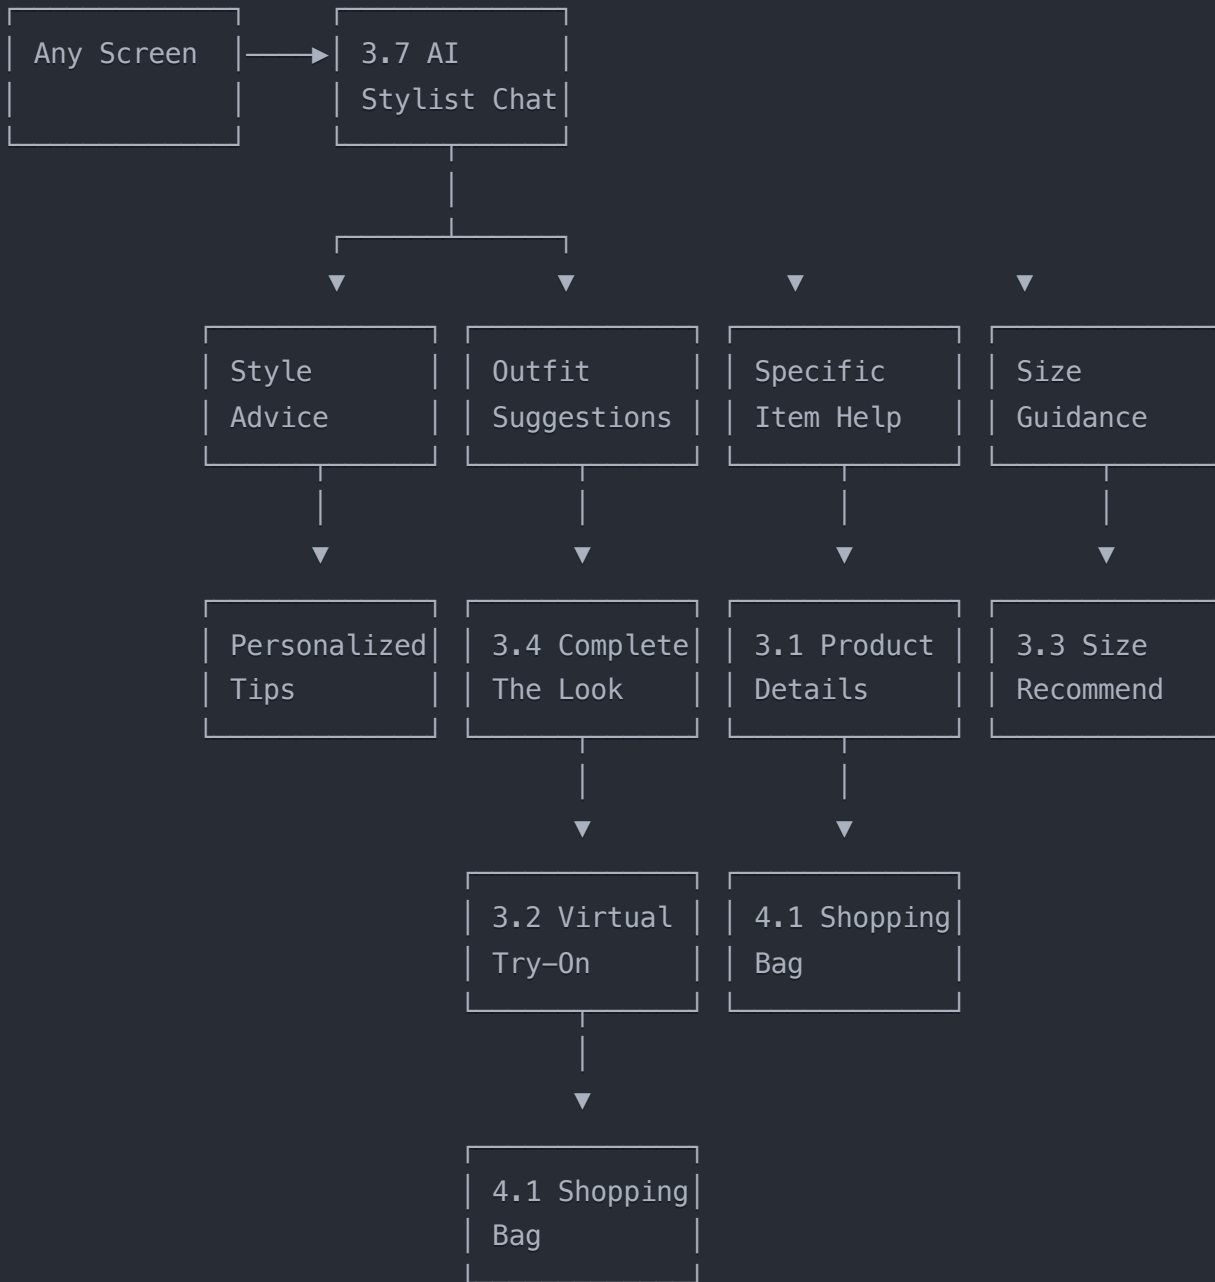 Any Screen
3.7 AI
Stylist Chat
Style
Advice
Outfit
Suggestions
Specific
Item Help
Size
Guidance
Personalized
Tips
3.4 Complete
The Look
3.1 Product
Details
3.3 Size
Recommend
3.2 Virtual
Try-On
4.1 Shopping
Bag
4.1 Shopping
Bag